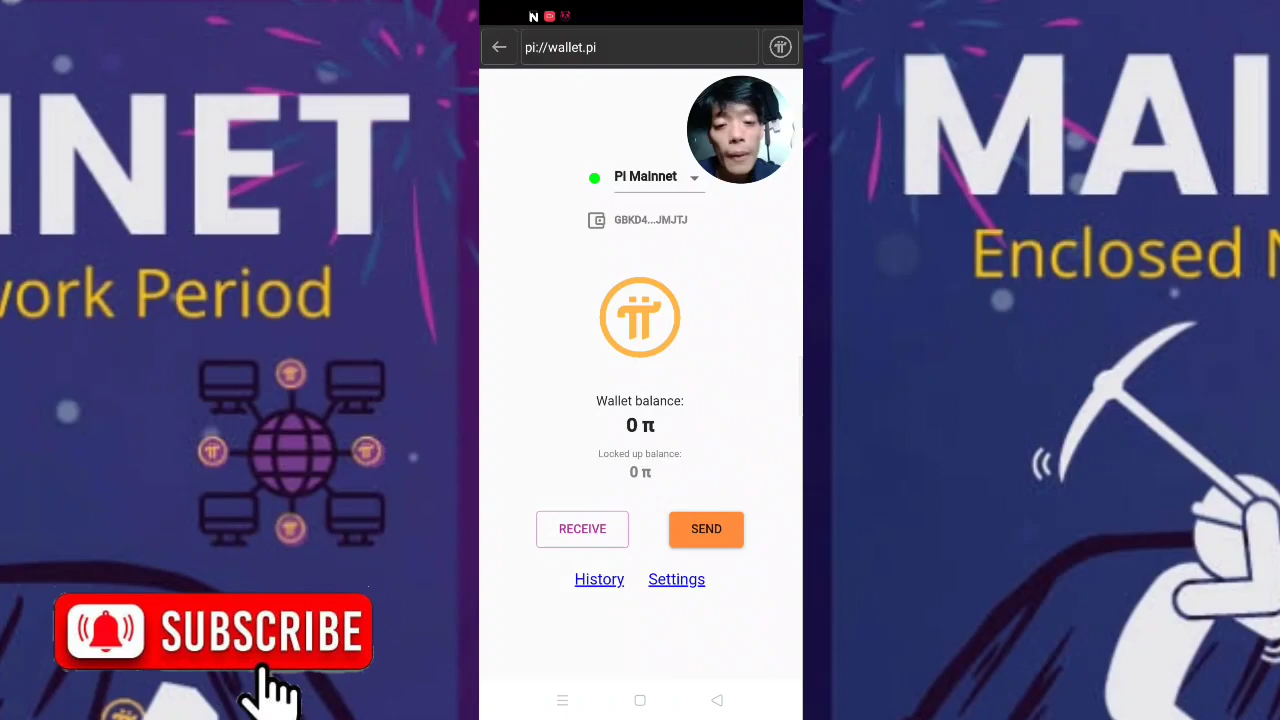 pi://wallet.pi
NNET
work Period
MAI
Enclosed N
Pi Mainnet
GBKD4...JMJTJ
Wallet balance:
0 π
Locked up balance:
0 π
RECEIVE
SEND
History
Settings
SUBSCRIBE